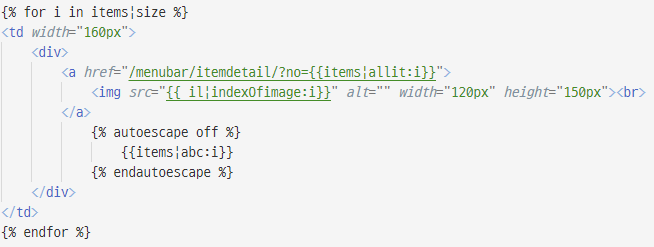 {% for i in items¦size %}
<td width="160px">
<div>
<a href="/menubar/itemdetail/?no={{items¦allit:i}}">
<img src="{{ il¦indexOfimage:i}}" alt="" width="120px" height="150px"><br>
</a>
{% autoescape off %}
{{items¦abc:i}}
{% endautoescape %}
</div>
</td>
{% endfor %}